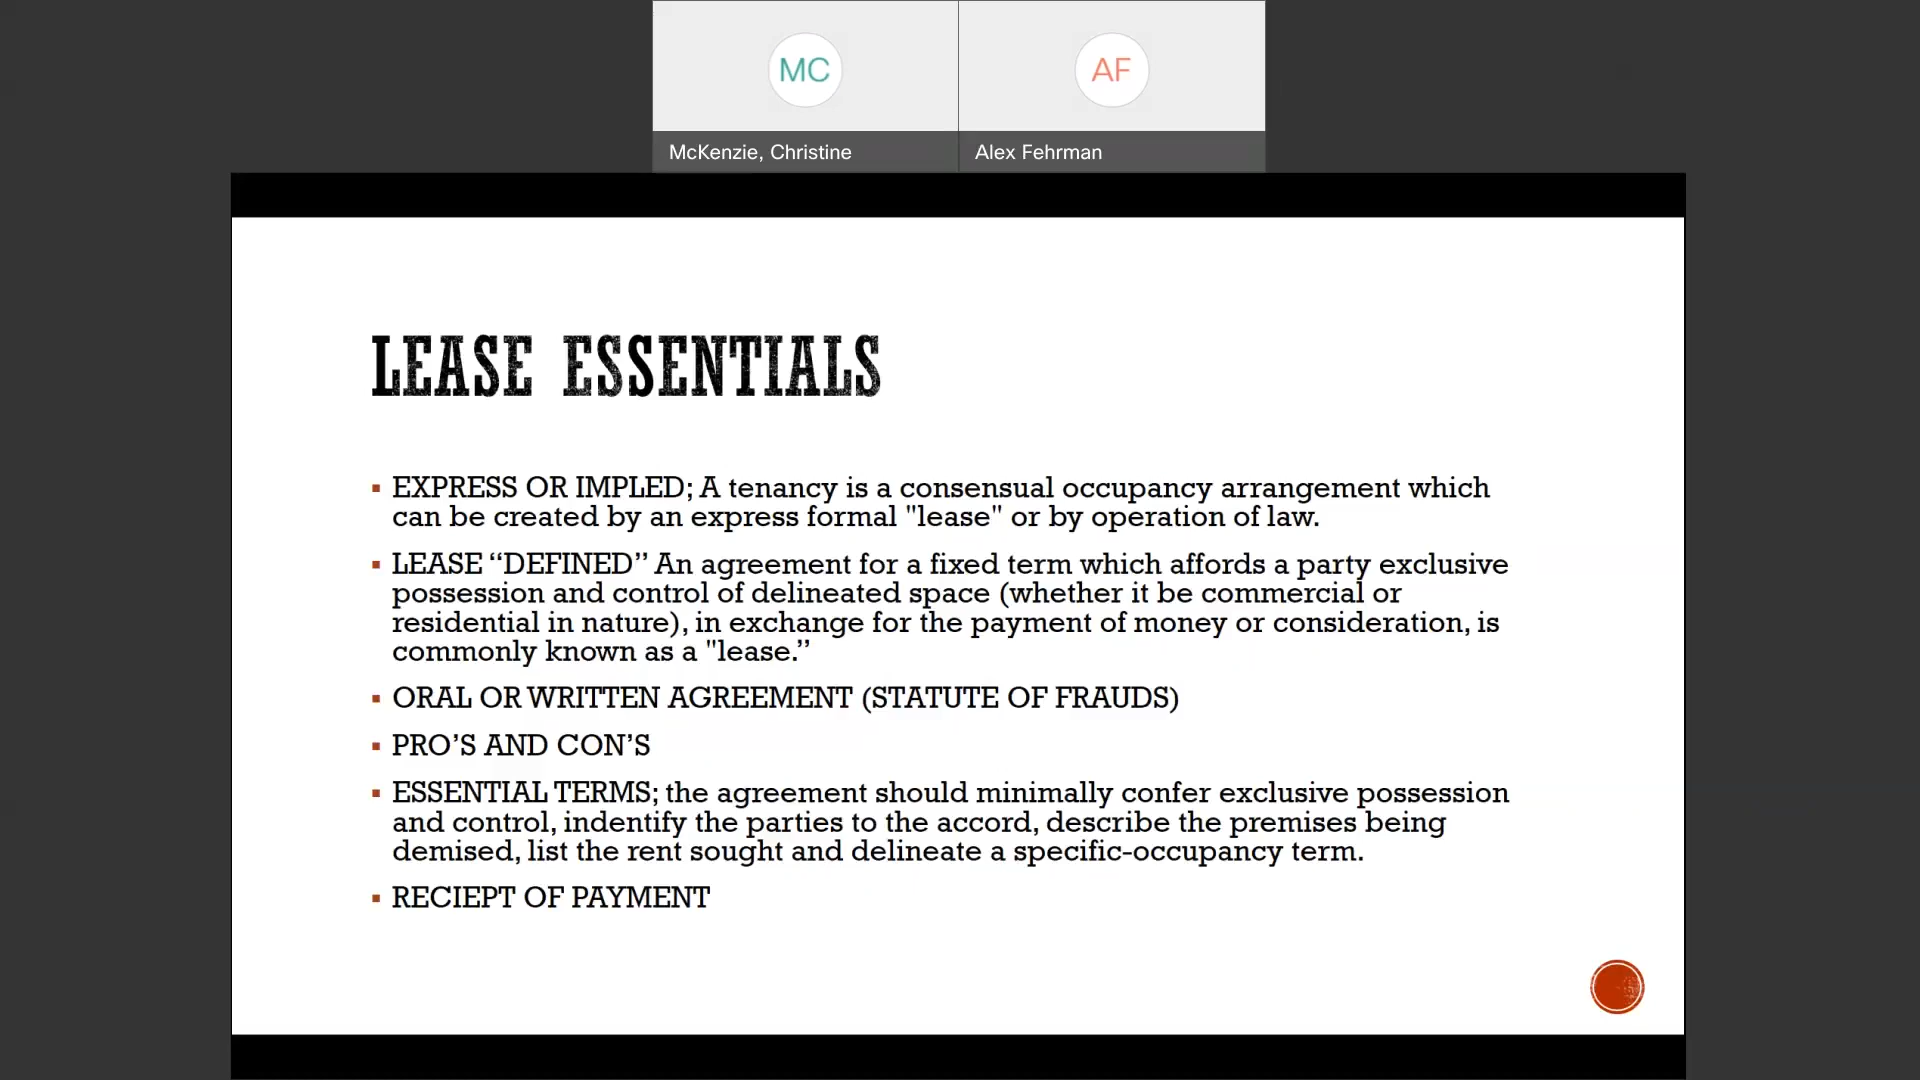 MC
AF
McKenzie, Christine
Alex Fehrman
LEASE ESSENTIALS
▪ EXPRESS OR IMPLED; A tenancy is a consensual occupancy arrangement which
can be created by an express formal "lease" or by operation of law.
▪ LEASE “DEFINED” An agreement for a fixed term which affords a party exclusive
possession and control of delineated space (whether it be commercial or
residential in nature), in exchange for the payment of money or consideration, is
commonly known as a "lease.”
▪ ORAL OR WRITTEN AGREEMENT (STATUTE OF FRAUDS)
▪ PRO’S AND CON’S
▪ ESSENTIAL TERMS; the agreement should minimally confer exclusive possession
and control, indentify the parties to the accord, describe the premises being
demised, list the rent sought and delineate a specific-occupancy term.
▪ RECIEPT OF PAYMENT